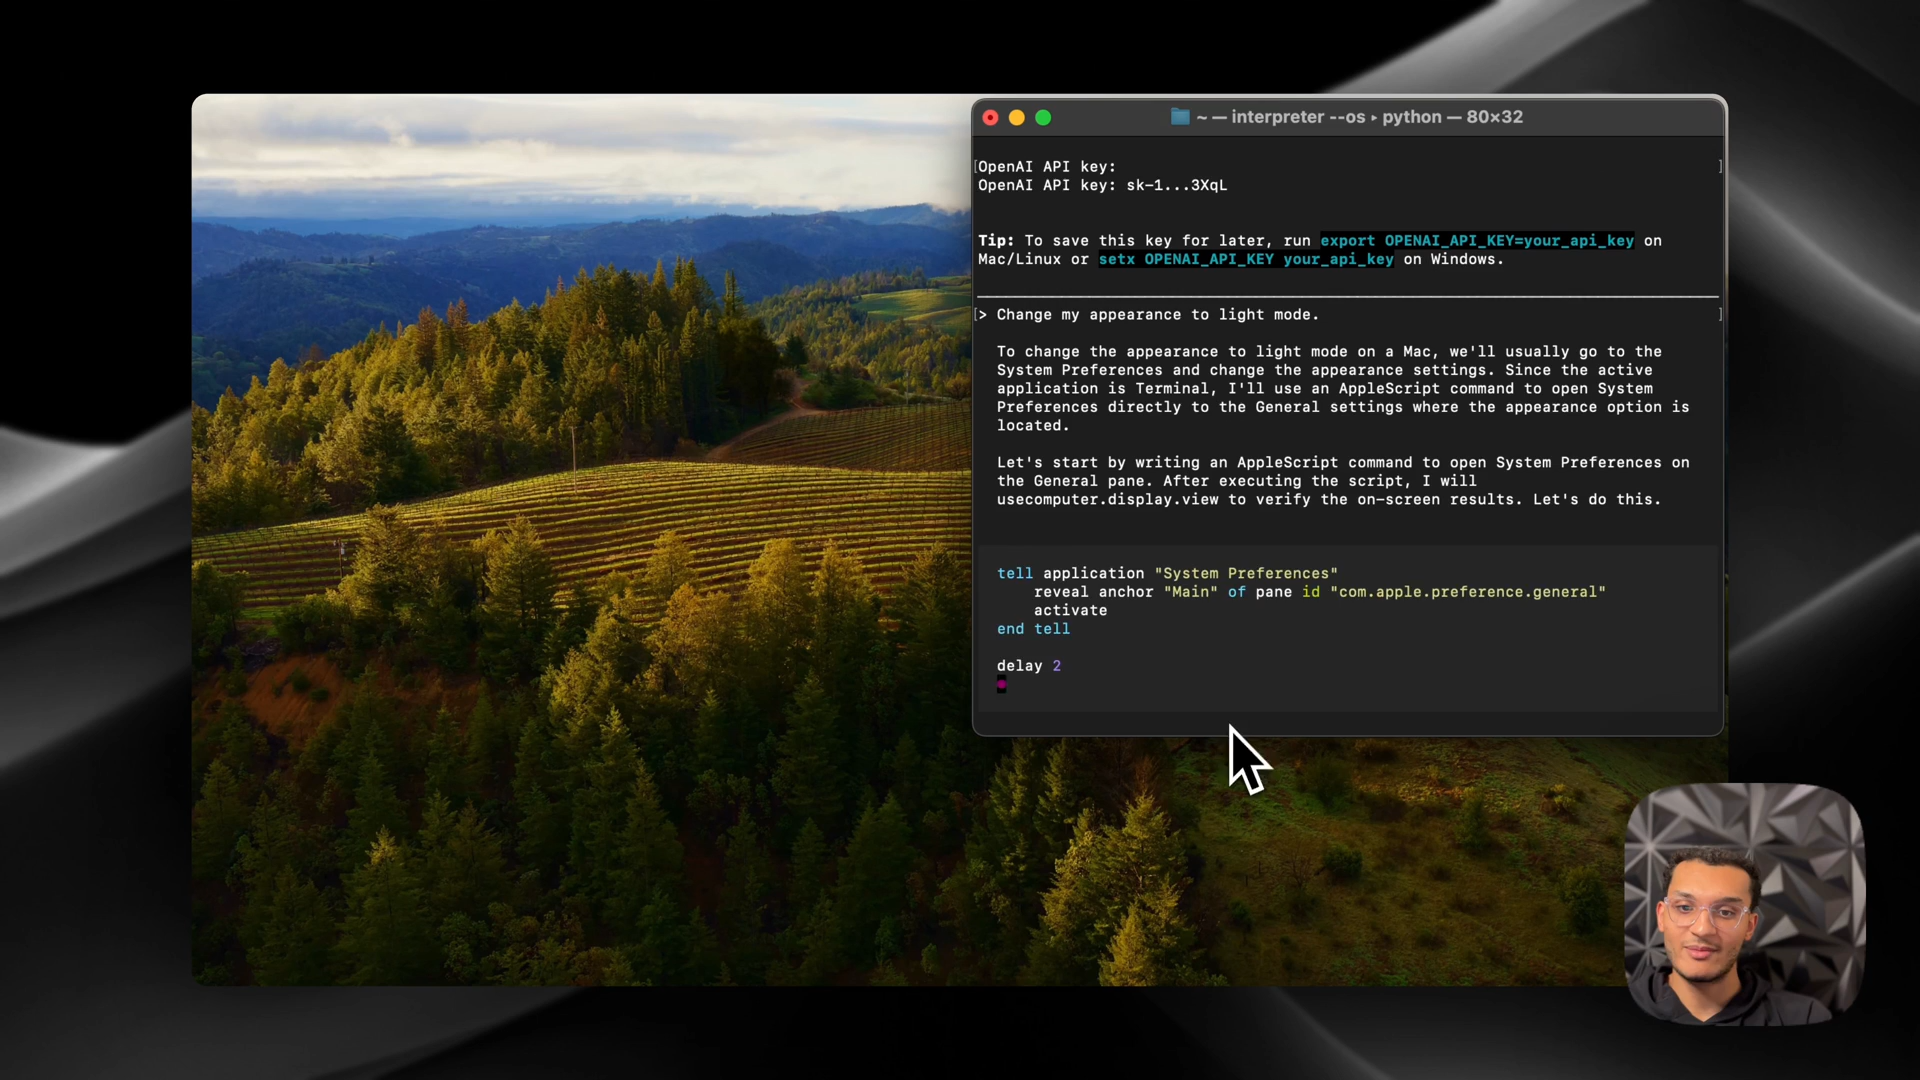 ~ — interpreter --os ▸ python — 80×32
[OpenAI API key: ]
OpenAI API key: sk-1...3XqL
Tip: To save this key for later, run export OPENAI_API_KEY=your_api_key on
Mac/Linux or setx OPENAI_API_KEY your_api_key on Windows.
[> Change my appearance to light mode. ]
To change the appearance to light mode on a Mac, we'll usually go to the
System Preferences and change the appearance settings. Since the active
application is Terminal, I'll use an AppleScript command to open System
Preferences directly to the General settings where the appearance option is
located.
Let's start by writing an AppleScript command to open System Preferences on
the General pane. After executing the script, I will
usecomputer.display.view to verify the on-screen results. Let's do this.
tell application "System Preferences"
reveal anchor "Main" of pane id "com.apple.preference.general"
activate
end tell
delay 2